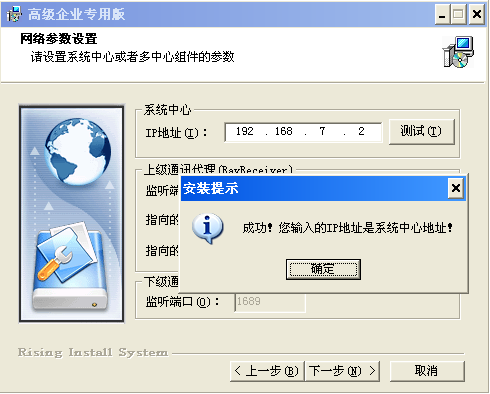 高级企业专用版
网络参数设置
请设置系统中心或者多中心组件的参数
系统中心
IP地址(I): 192 . 168 . 7 . 2 测试(T)
上级通讯代理(RavReceiver)
监听端
安装提示
指向的
成功!您输入的IP地址是系统中心地址!
指向的
确定
下级通
监听端口(O): 1689
Rising Install System
< 上一步(B) 下一步(N) > 取消